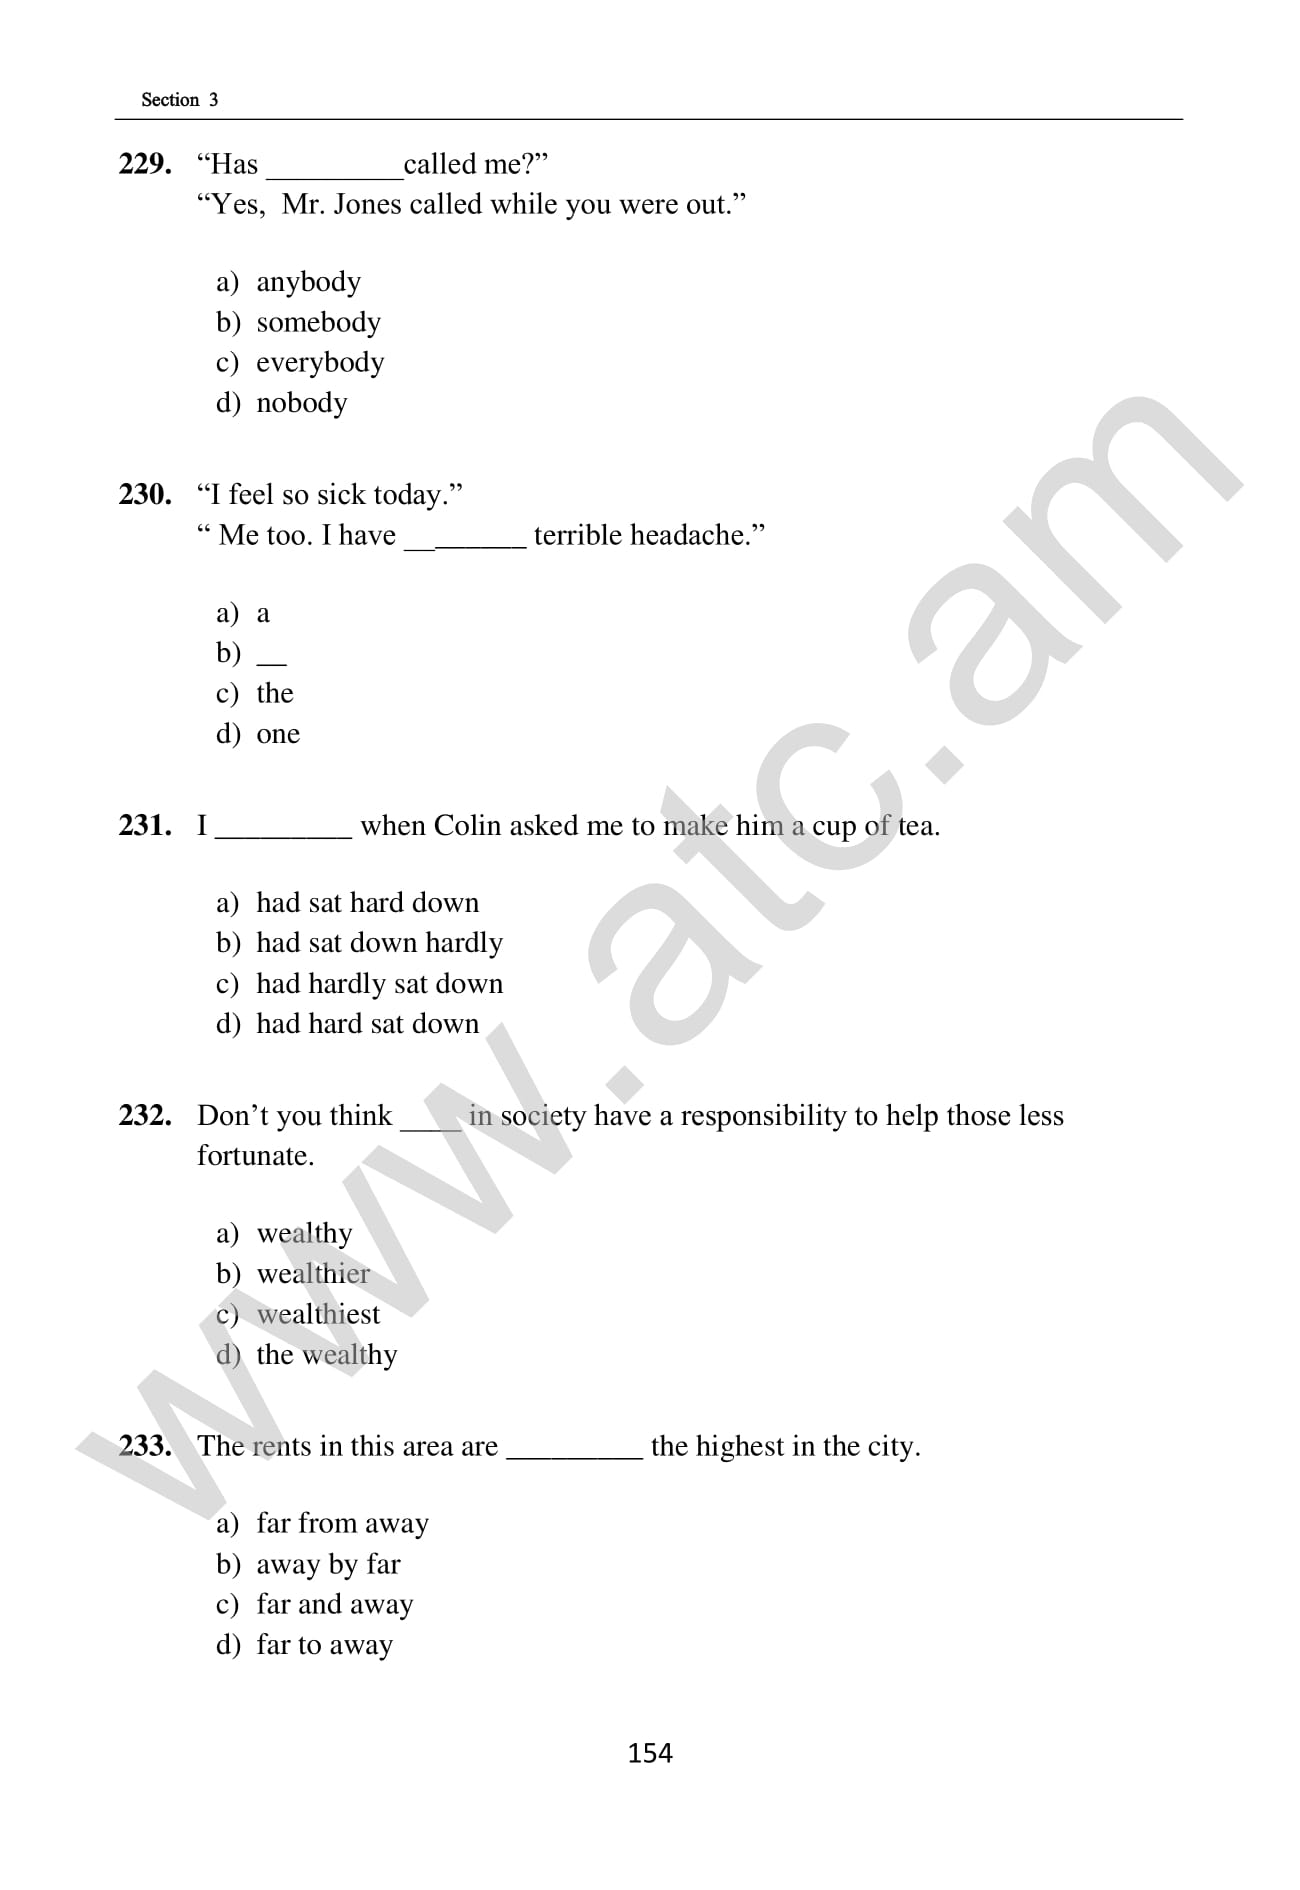 Section 3
229. “Has _________called me?”
“Yes, Mr. Jones called while you were out.”
a) anybody
b) somebody
c) everybody
d) nobody
230. “I feel so sick today.”
“ Me too. I have ________ terrible headache.”
a) a
b) __
c) the
d) one
231. I _________ when Colin asked me to make him a cup of tea.
a) had sat hard down
b) had sat down hardly
c) had hardly sat down
d) had hard sat down
232. Don’t you think ____ in society have a responsibility to help those less
fortunate.
a) wealthy
b) wealthier
c) wealthiest
d) the wealthy
233. The rents in this area are _________ the highest in the city.
a) far from away
b) away by far
c) far and away
d) far to away
154
www.atc.am